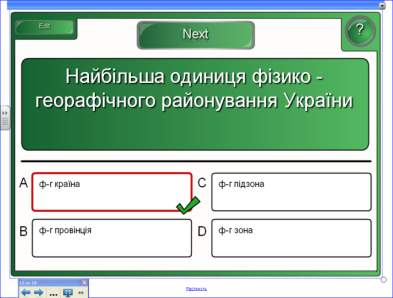 Edit
Next
?
Найбільша одиниця фізико -
георафічного районування України
A ф-г країна
C ф-г підзона
B ф-г провінція
D ф-г зона